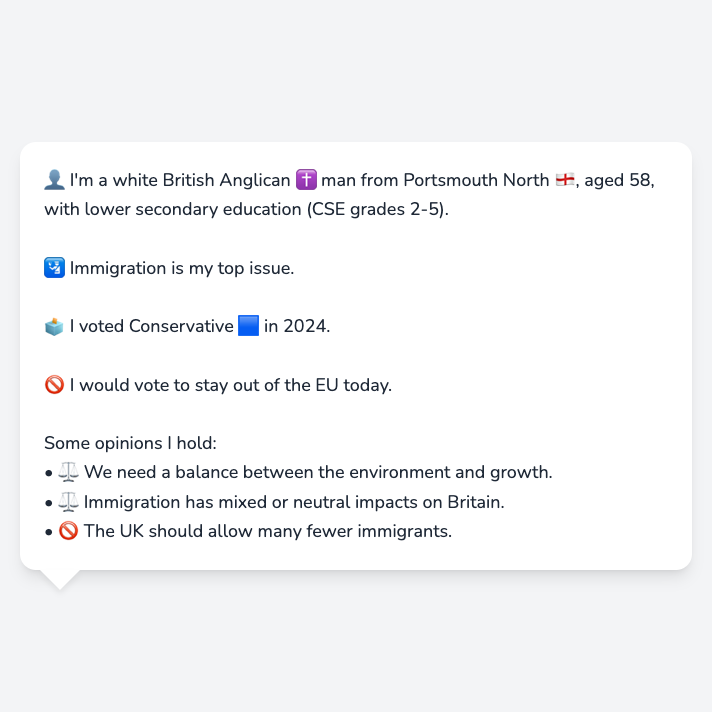 👤 I'm a white British Anglican ✝️ man from Portsmouth North 🏴󠁧󠁢󠁥󠁮󠁧󠁿, aged 58,
with lower secondary education (CSE grades 2-5).
🛂 Immigration is my top issue.
🗳️ I voted Conservative 🟦 in 2024.
🚫 I would vote to stay out of the EU today.
Some opinions I hold:
• ⚖️ We need a balance between the environment and growth.
• ⚖️ Immigration has mixed or neutral impacts on Britain.
• 🚫 The UK should allow many fewer immigrants.